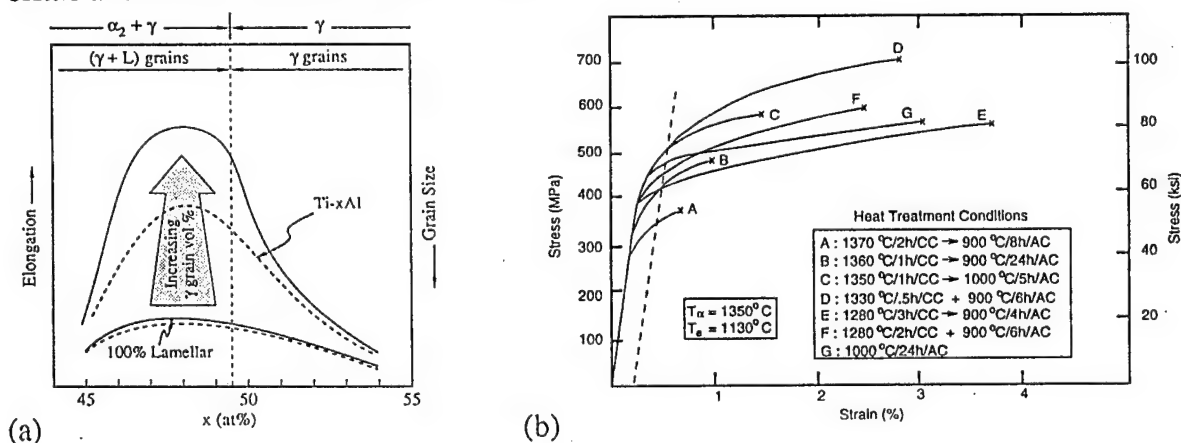 α₂ + γ
γ
(γ + L) grains
γ grains
Elongation
Increasing
γ grain vol %
Ti-xAl
100% Lamellar
Grain Size
45
50
55
x (at%)
(a)
700
600
500
400
300
200
100
Stress (MPa)
100
80
60
40
20
Stress (ksi)
D
F
C
G
E
B
A
Tα = 1350°C
Te = 1130°C
Heat Treatment Conditions
A : 1370 °C/2h/CC → 900 °C/8h/AC
B : 1360 °C/1h/CC → 900 °C/24h/AC
C : 1350 °C/1h/CC → 1000 °C/5h/AC
D : 1330 °C/.5h/CC + 900 °C/6h/AC
E : 1280 °C/3h/CC → 900 °C/4h/AC
F : 1280 °C/2h/CC + 900 °C/6h/AC
G : 1000 °C/24h/AC
1
2
3
4
Strain (%)
(b)